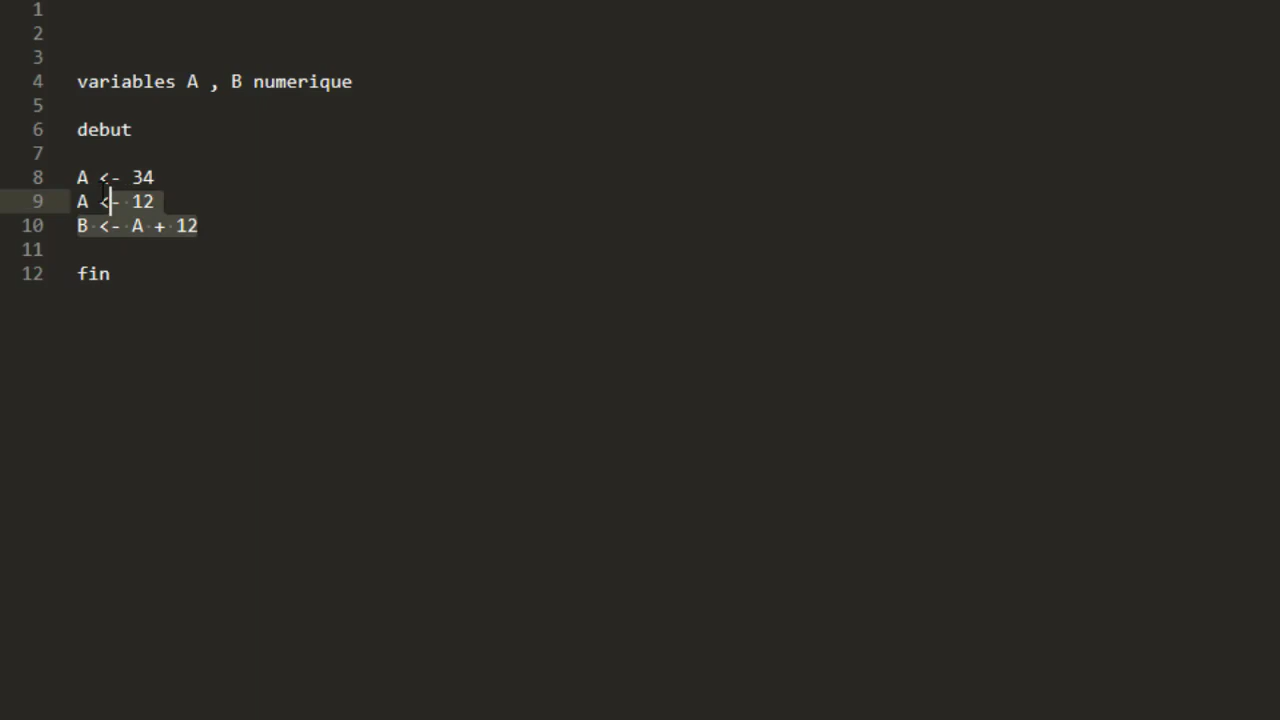 1
2
3
4 variables A , B numerique
5
6 debut
7
8 A <- 34
9 A <- 12
10 B <- A + 12
11
12 fin